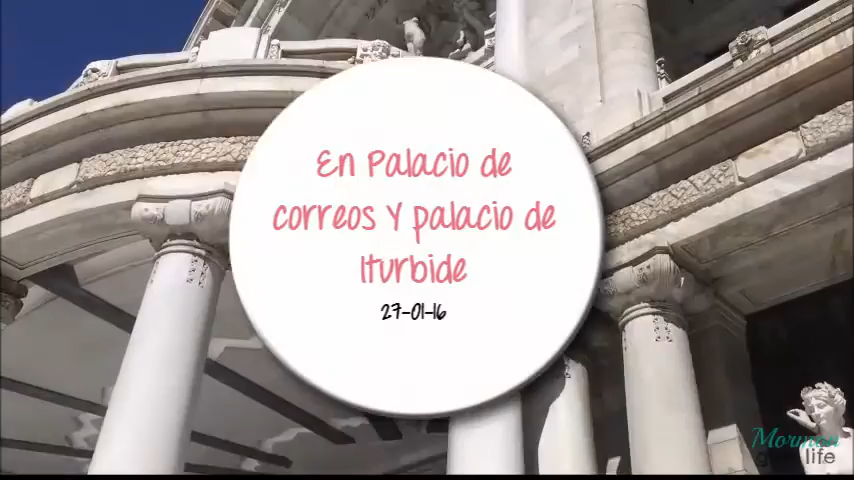 En Palacio de
correos Y palacio de
Iturbide
27-01-16
Mormon
life